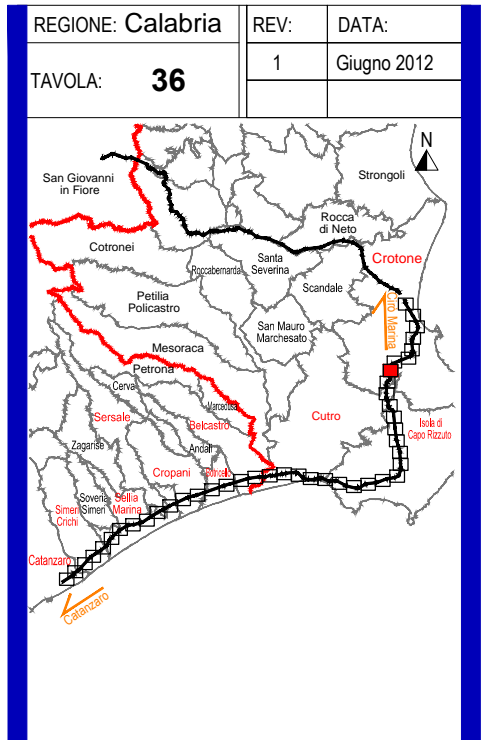 REGIONE: Calabria
REV:
DATA:
TAVOLA: 36
1
Giugno 2012
N
San Giovanni
in Fiore
Strongoli
Rocca
di Neto
Cotronei
Crotone
Santa
Severina
Roccabernarda
Scandale
Petilia
Policastro
Cirò Marina
San Mauro
Marchesato
Mesoraca
Petrona
Cerva
Marcedusa
Sersale
Belcastro
Cutro
Isola di
Capo Rizzuto
Zagarise
Andali
Cropani
Botricello
Soveria
Simeri
Sellia
Marina
Simeri
Crichi
Catanzaro
Catanzaro